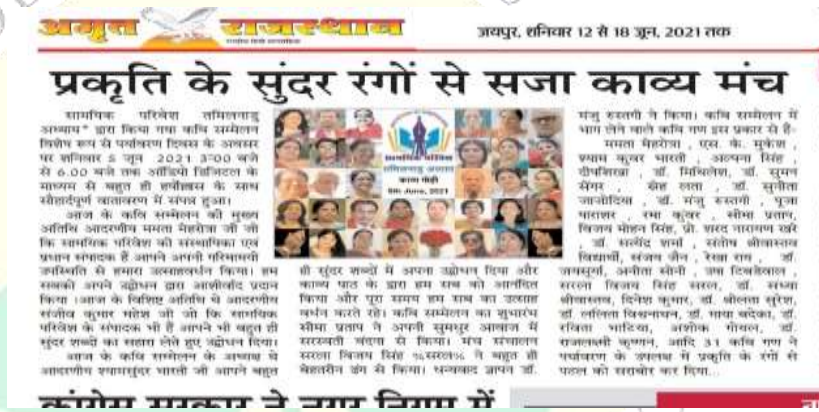 अमृत राजस्थान
जयपुर, शनिवार 12 से 18 जून, 2021 तक
प्रकृति के सुंदर रंगों से सजा काव्य मंच
सामयिक परिवेश तमिलनाडु
अध्याय" द्वारा किया गया कवि सम्मेलन
विशेष रूप से पर्यावरण दिवस के अवसर
पर शनिवार 5 जून 2021 3-00 बजे
से 6.00 बजे तक ऑडियो डिजिटल के
माध्यम से बहुत ही हर्षोल्लास के साथ
सौहार्दपूर्ण वातावरण में संपन्न हुआ।
आज के कवि सम्मेलन की मुख्य
अतिथि आदरणीय ममता मेहरोत्रा जी जो
कि सामयिक परिवेश की संस्थापिका एवं
प्रधान संपादक हैं आपने अपनी गरिमामयी
उपस्थिति से हमारा उत्साहवर्धन किया। हम
सबको अपने उद्बोधन द्वारा आशीर्वाद प्रदान
किया।आज के विशिष्ट अतिथि थे आदरणीय
संजीव कुमार जी जो कि सामयिक
परिवेश के संपादक भी हैं आपने भी बहुत ही
सुंदर शब्दों का सहारा लेते हुए उद्बोधन दिया।
आज के कवि सम्मेलन के अध्यक्ष थे
आदरणीय श्यामसुंदर भारती जी आपने बहुत
सामयिक परिवेश
तमिलनाडु अध्याय
काव्य गोष्ठी
5th June, 2021
ही सुंदर शब्दों में अपना उद्बोधन दिया और
काव्य पाठ के द्वारा हम सब को आनंदित
किया और पूरा समय हम सब का उत्साह
वर्धन करते रहे। कवि सम्मेलन का शुभारंभ
सीमा प्रताप ने अपनी सुमधुर आवाज में
सरस्वती वंदना से किया। मंच संचालन
सरला विजय सिंह %सरल% ने बहुत ही
बेहतरीन ढंग से किया। धन्यवाद ज्ञापन डॉ.
मंजु रुस्तगी ने किया। कवि सम्मेलन में
भाग लेने वाले कवि गण इस प्रकार से हैं-
ममता मेहरोत्रा, एस. के. मुकेश ,
श्याम कुंवर भारती , अल्पना सिंह ,
दीपशिखा , डॉ. मिथिलेश, डॉ. सुमन
सेंगर , स्नेह लता , डॉ. सुनीता
जाजोदिया , डॉ. मंजु रुस्तगी , पूजा
पाराशर , रमा कुंवर , सीमा प्रताप,
विजय मोहन सिंह, प्रो. शरद नारायण खरे
, डॉ. सत्येंद्र शर्मा , संतोष श्रीवास्तव
विद्यार्थी, संजय जैन , रेखा राय , डॉ.
जयसूर्या, अनीता सोनी , उषा टिबड़ेवाल ,
सरला विजय सिंह सरल, डॉ. संध्या
श्रीवास्तव, दिनेश कुमार, डॉ. श्रीलता सुरेश,
डॉ. ललिता विश्वनाथन, डॉ. माया बदेका, डॉ.
रविता भाटिया, अशोक गोयल, डॉ.
राजलक्ष्मी कृष्णन, आदि 31 कवि गण ने
पर्यावरण के उपलक्ष में प्रकृति के रंगों से
पटल को सराबोर कर दिया...
कांग्रेस सरकार ने नगर निगम में